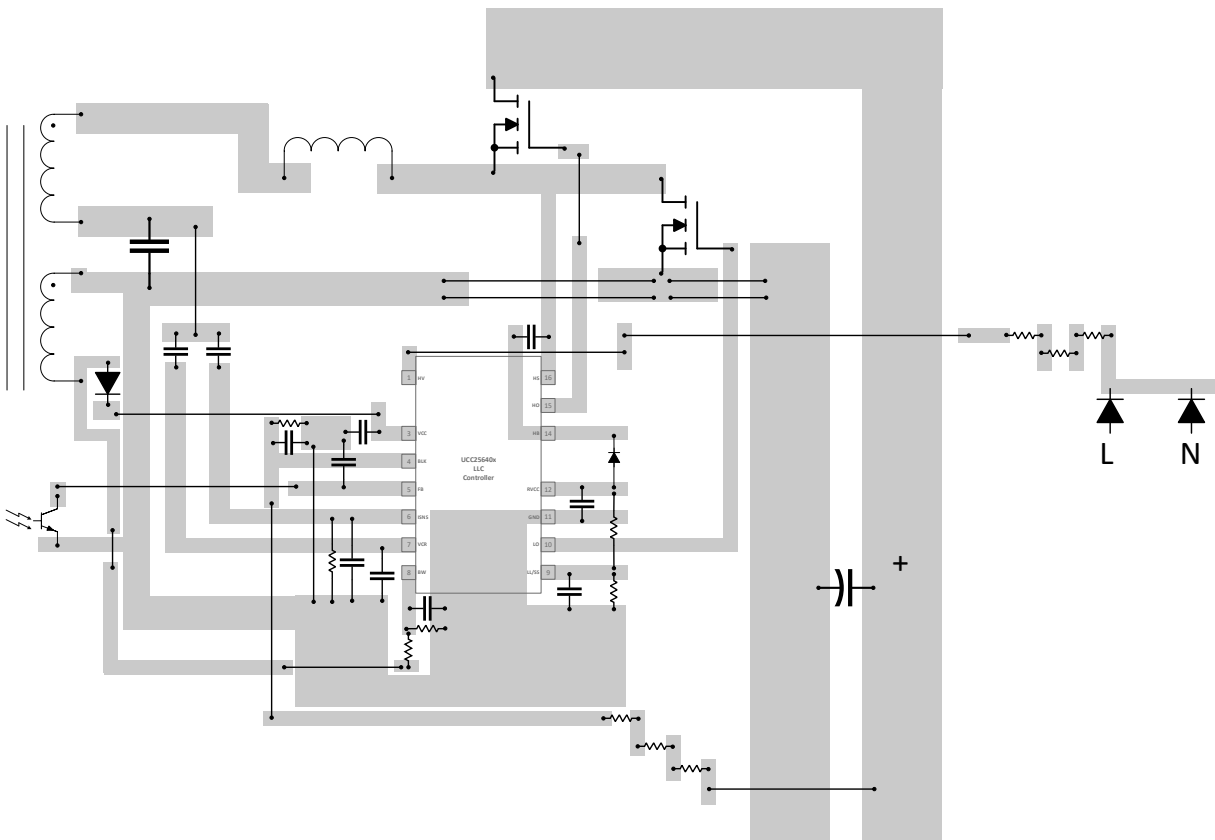 1 HV
HS 16
HO 15
3 VCC
HB 14
4 BLK
UCC25640x
LLC
Controller
5 FB
RVCC 12
6 ISNS
GND 11
7 VCR
LO 10
8 BW
LL/SS 9
L N
+